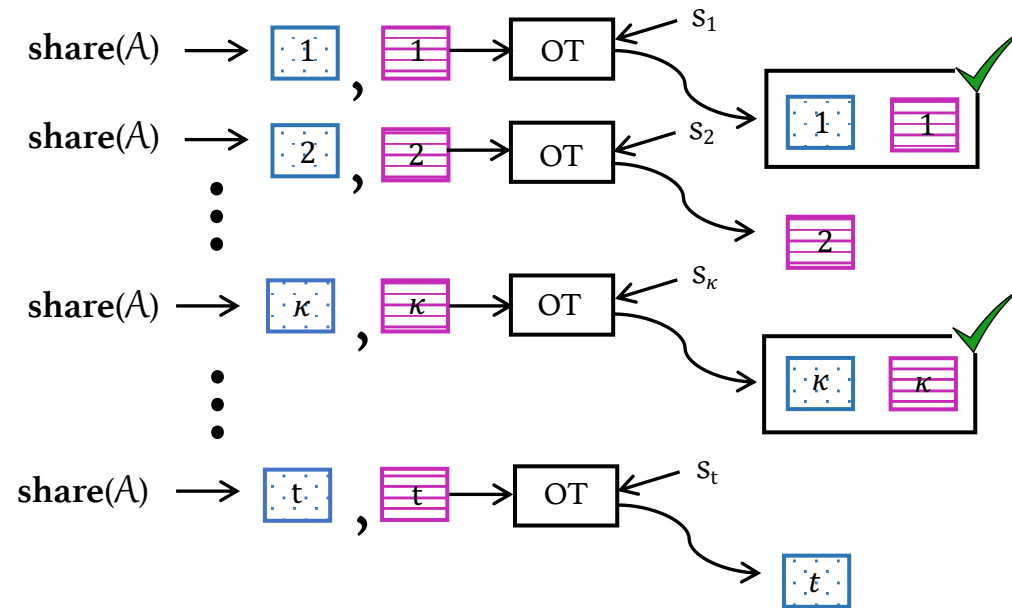 share(A) 1 , 1 OT s₁
1 1
share(A) 2 , 2 OT s₂
2
share(A) κ , κ OT sκ
κ κ
share(A) t , t OT sₜ
t